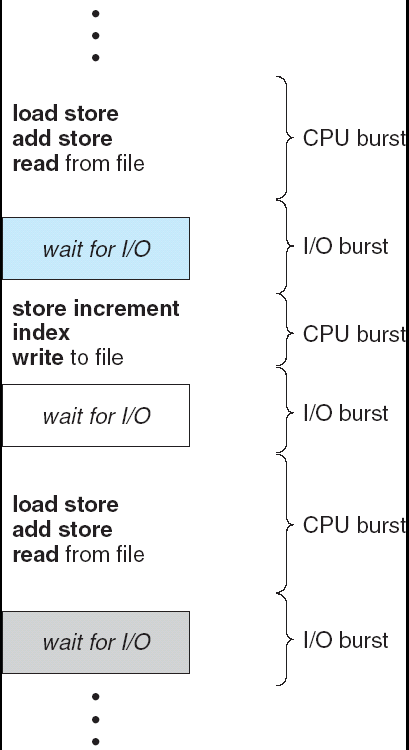 load store
add store
read from file
CPU burst
wait for I/O
I/O burst
store increment
index
write to file
CPU burst
wait for I/O
I/O burst
load store
add store
read from file
CPU burst
wait for I/O
I/O burst